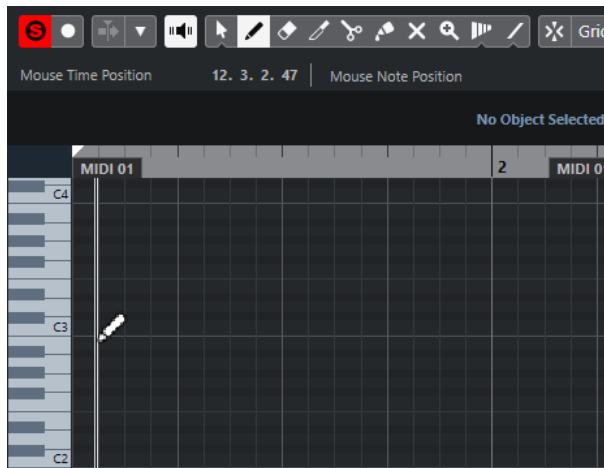 S
Grid
Mouse Time Position 12. 3. 2. 47 Mouse Note Position
No Object Selected
2
MIDI 01 MIDI 0
C4
C3
C2